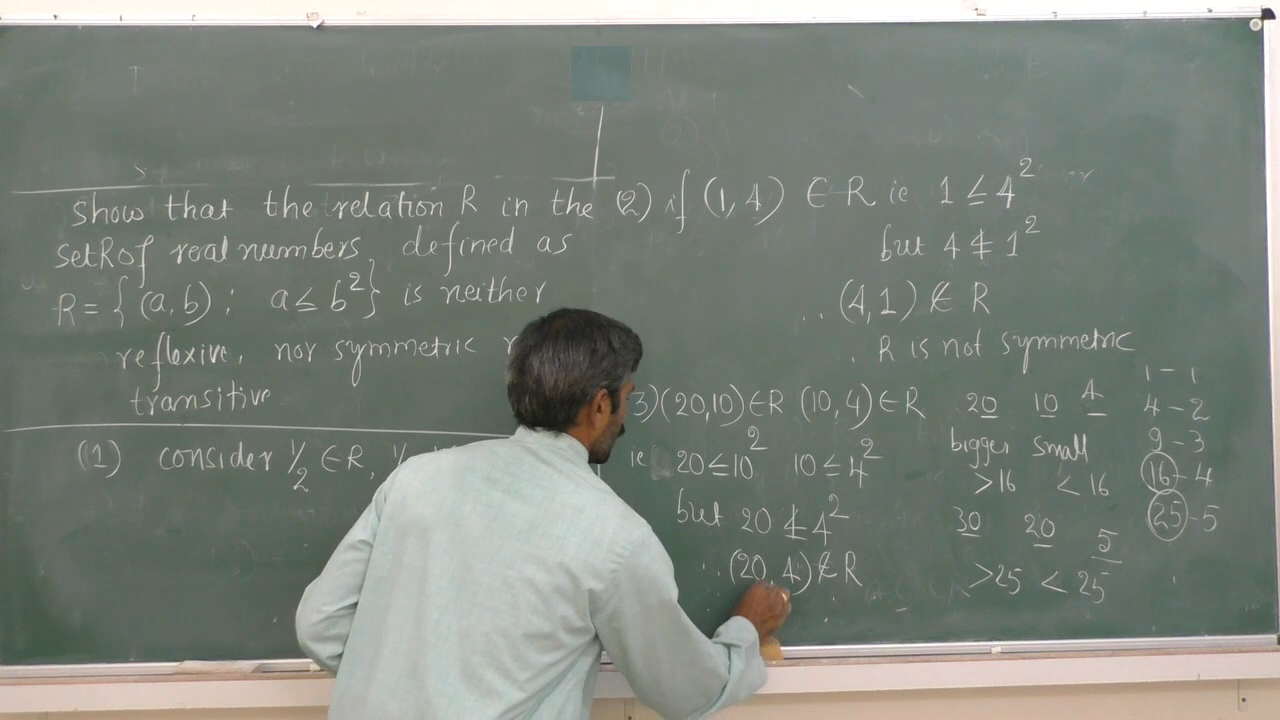 Show that the relation R in the
set R of real numbers, defined as
R = { (a, b) : a ≤ b² } is neither
reflexive, nor symmetric
transitive
(1) consider 1/2 ∈ R,
(2) if (1, 4) ∈ R ie 1 ≤ 4²
but 4 ≰ 1²
∴ (4, 1) ∉ R
∴ R is not symmetric
3) (20, 10) ∈ R (10, 4) ∈ R
ie 20 ≤ 10² 10 ≤ 4²
but 20 ≰ 4²
∴ (20, 4) ∉ R
20 10 4
bigger small
>16 <16
30 20 5
>25 <25
1 – 1
4 – 2
9 – 3
16 – 4
25 – 5